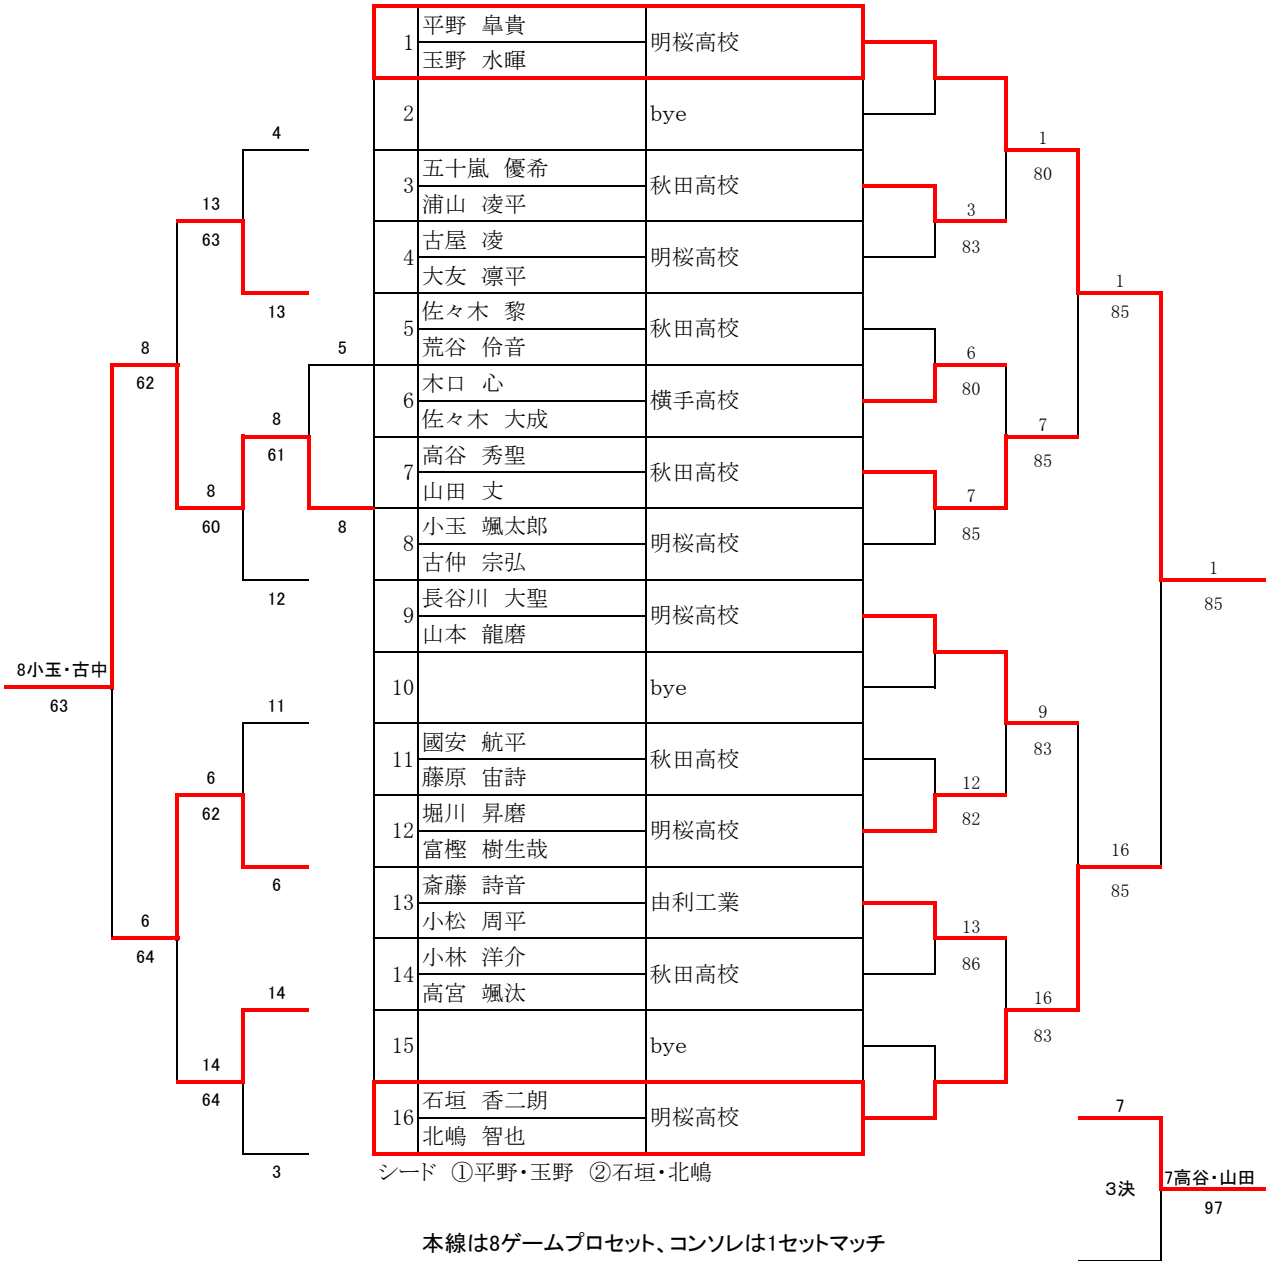 1 平野 皐貴 明桜高校
玉野 水暉
2 bye
3 五十嵐 優希 秋田高校
浦山 凌平
4 古屋 凌 明桜高校
大友 凛平
5 佐々木 黎 秋田高校
荒谷 伶音
6 木口 心 横手高校
佐々木 大成
7 高谷 秀聖 秋田高校
山田 丈
8 小玉 颯太郎 明桜高校
古仲 宗弘
9 長谷川 大聖 明桜高校
山本 龍磨
10 bye
11 國安 航平 秋田高校
藤原 宙詩
12 堀川 昇磨 明桜高校
富樫 樹生哉
13 斎藤 詩音 由利工業
小松 周平
14 小林 洋介 秋田高校
高宮 颯汰
15 bye
16 石垣 香二朗 明桜高校
北嶋 智也
シード ①平野・玉野 ②石垣・北嶋
本線は8ゲームプロセット、コンソレは1セットマッチ
4
13
63
13
5
8
62
8
61
8
60
8
12
8小玉・古中
63
11
6
62
6
6
64
14
14
64
3
1
80
3
83
1
85
6
80
7
85
7
85
1
85
9
83
12
82
16
85
13
86
16
83
7
3決
7高谷・山田
97